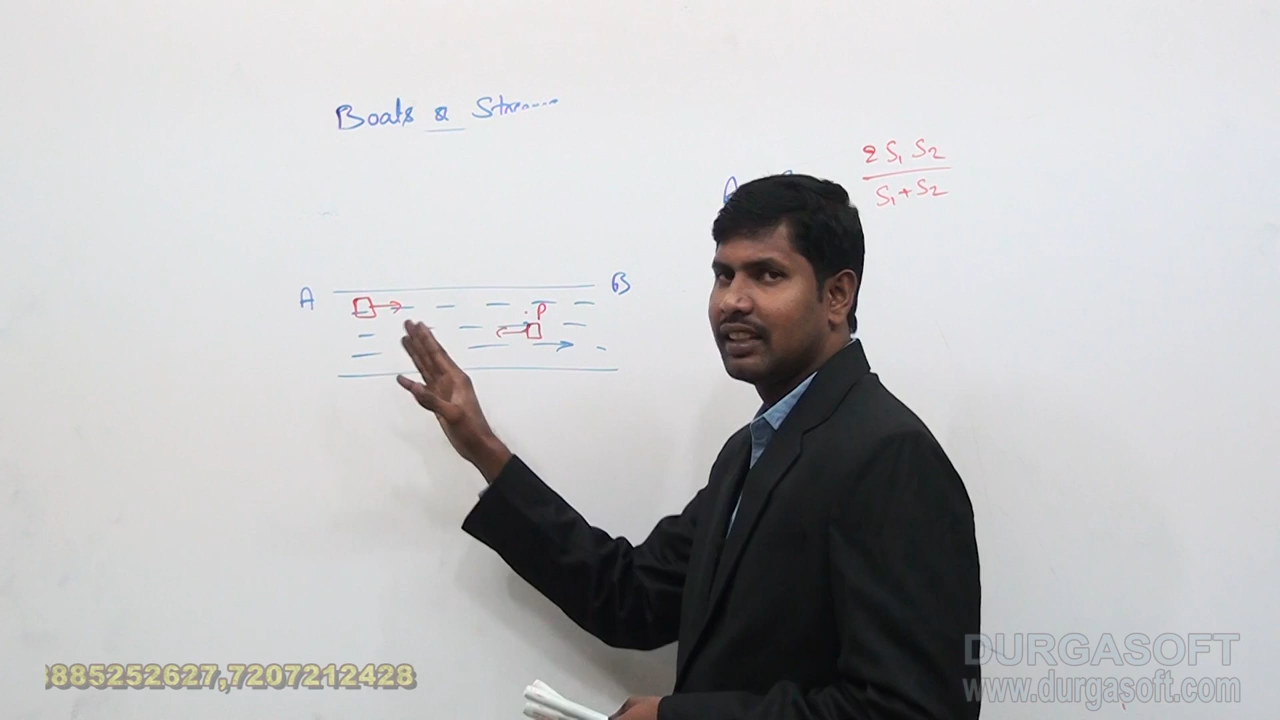 Boats & Stre
2 S1 S2
S1 + S2
A B
P
885252627,7207212428
DURGASOFT
www.durgasoft.com